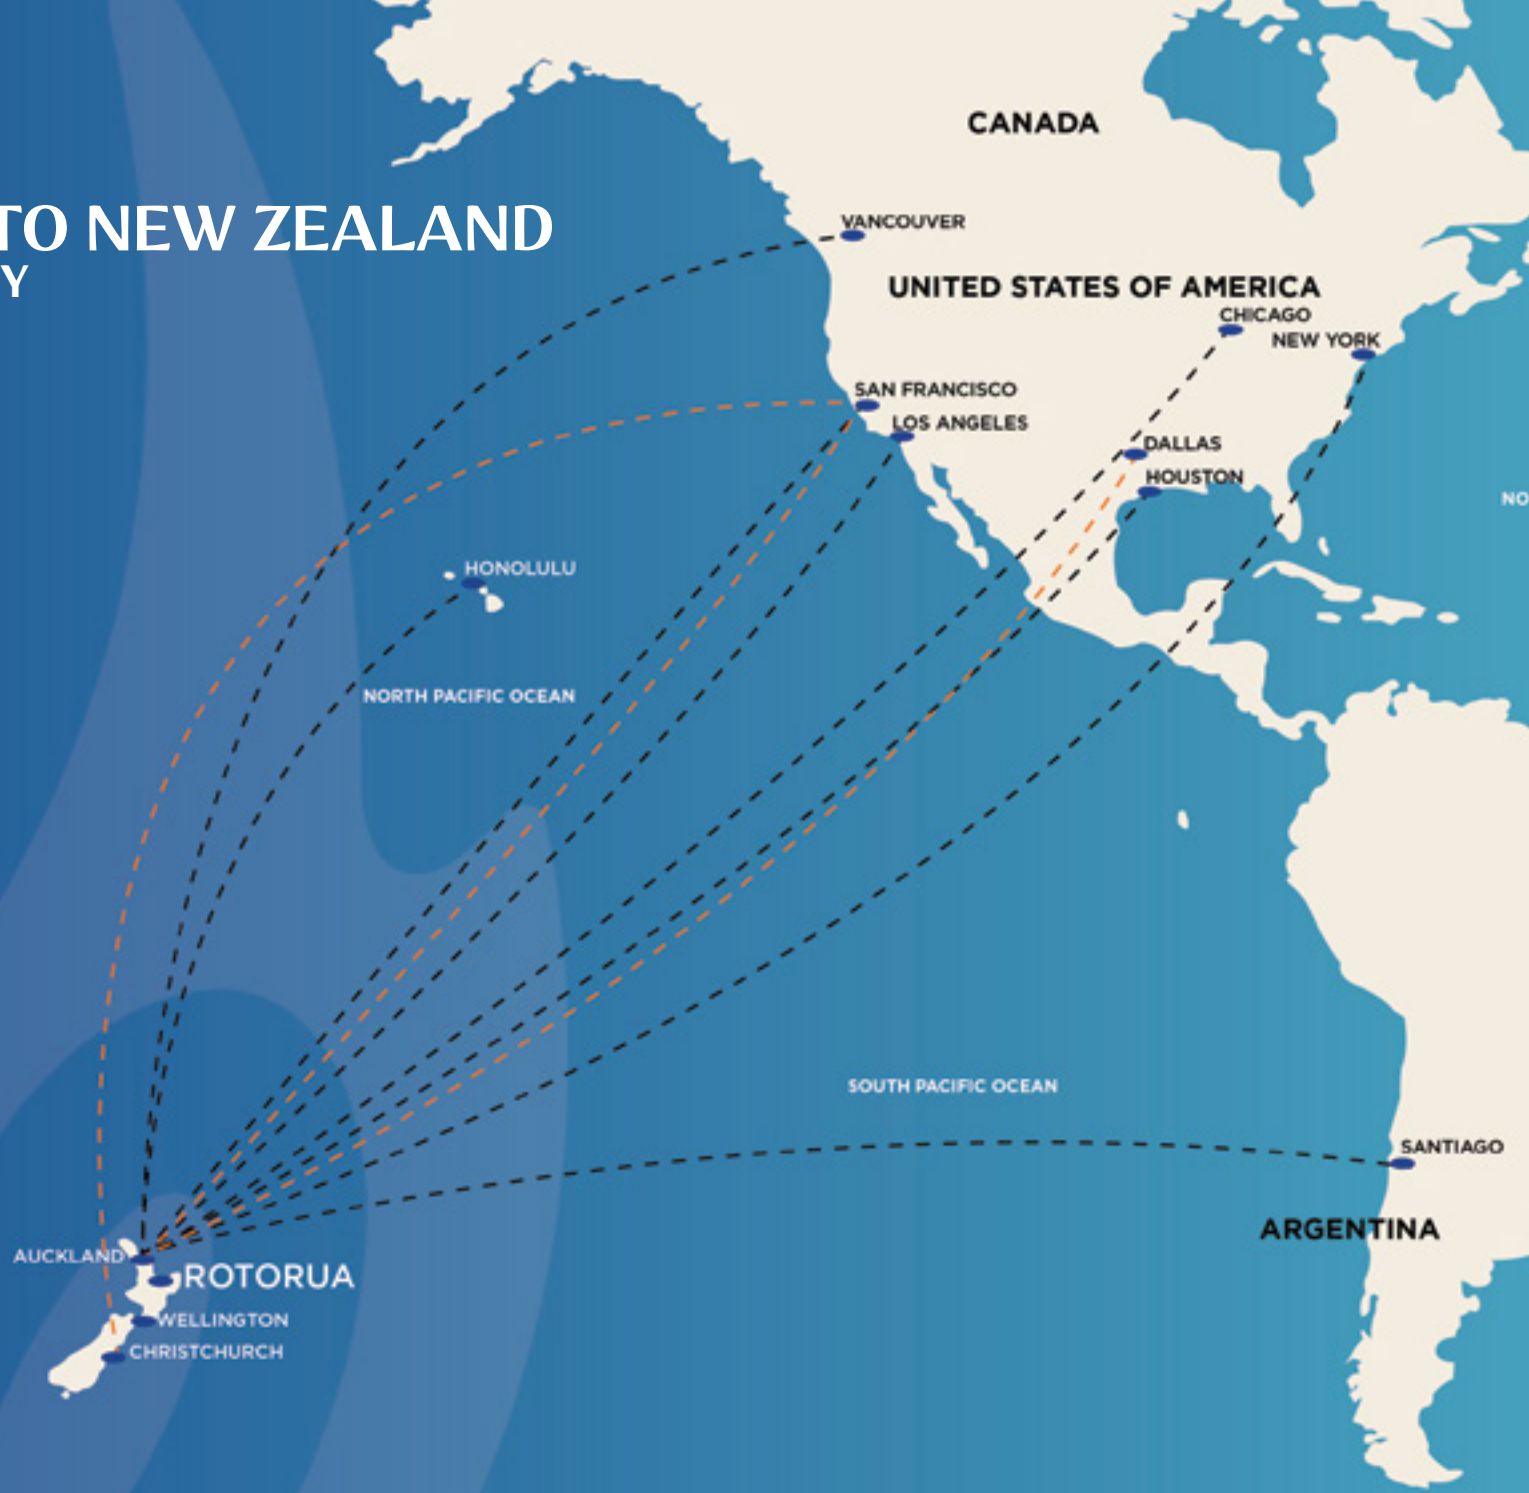 CANADA
TO NEW ZEALAND
Y
VANCOUVER
UNITED STATES OF AMERICA
CHICAGO
NEW YORK
SAN FRANCISCO
LOS ANGELES
DALLAS
HOUSTON
NO
HONOLULU
NORTH PACIFIC OCEAN
SOUTH PACIFIC OCEAN
SANTIAGO
ARGENTINA
AUCKLAND
ROTORUA
WELLINGTON
CHRISTCHURCH